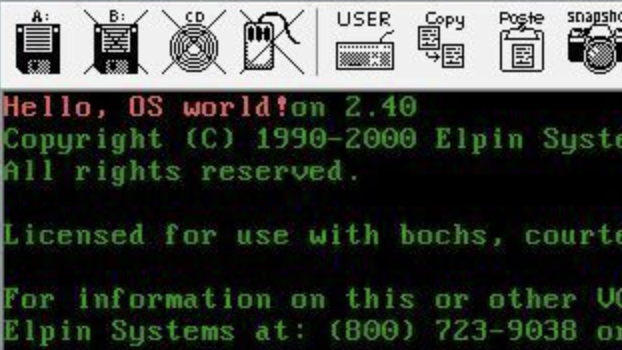 A: B: CD USER Copy Paste snapsho
Hello, OS world!on 2.40
Copyright (C) 1990-2000 Elpin Syste
All rights reserved.
Licensed for use with bochs, courte
For information on this or other VG
Elpin Systems at: (800) 723-9038 or